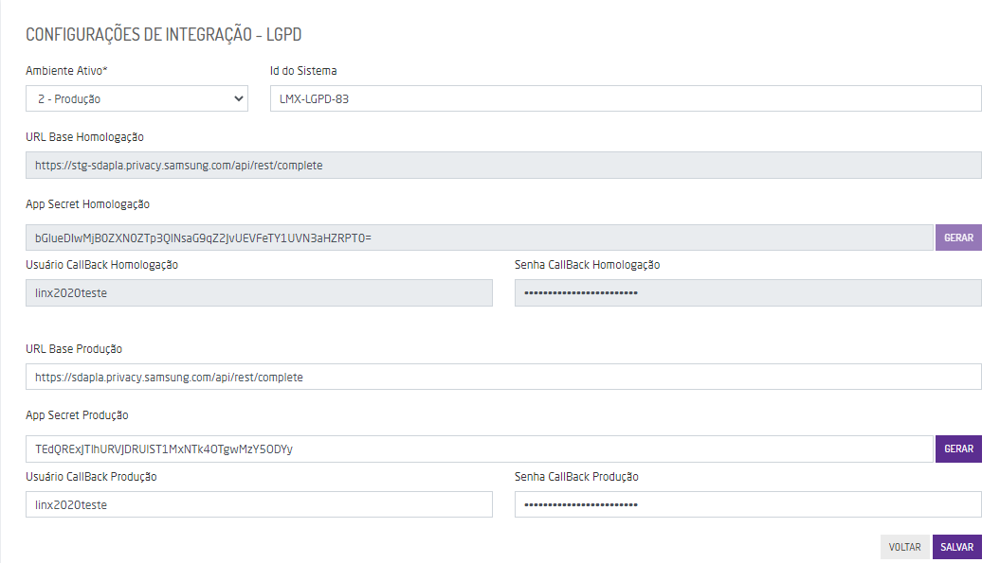 CONFIGURAÇÕES DE INTEGRAÇÃO - LGPD
Ambiente Ativo* Id do Sistema
2 - Produção LMX-LGPD-83
URL Base Homologação
https://stg-sdapla.privacy.samsung.com/api/rest/complete
App Secret Homologação
bGlueDIwMjB0ZXN0ZTp3QlNsaG9qZ2JvUEVFeTY1UVN3aHZRPT0= GERAR
Usuário CallBack Homologação Senha CallBack Homologação
linx2020teste ••••••••••••••••••••••••
URL Base Produção
https://sdapla.privacy.samsung.com/api/rest/complete
App Secret Produção
TEdQRExJTlhURVJDRUlST1MxNTk4OTgwMzY5ODYy GERAR
Usuário CallBack Produção Senha CallBack Produção
linx2020teste ••••••••••••••••••••••••
VOLTAR SALVAR